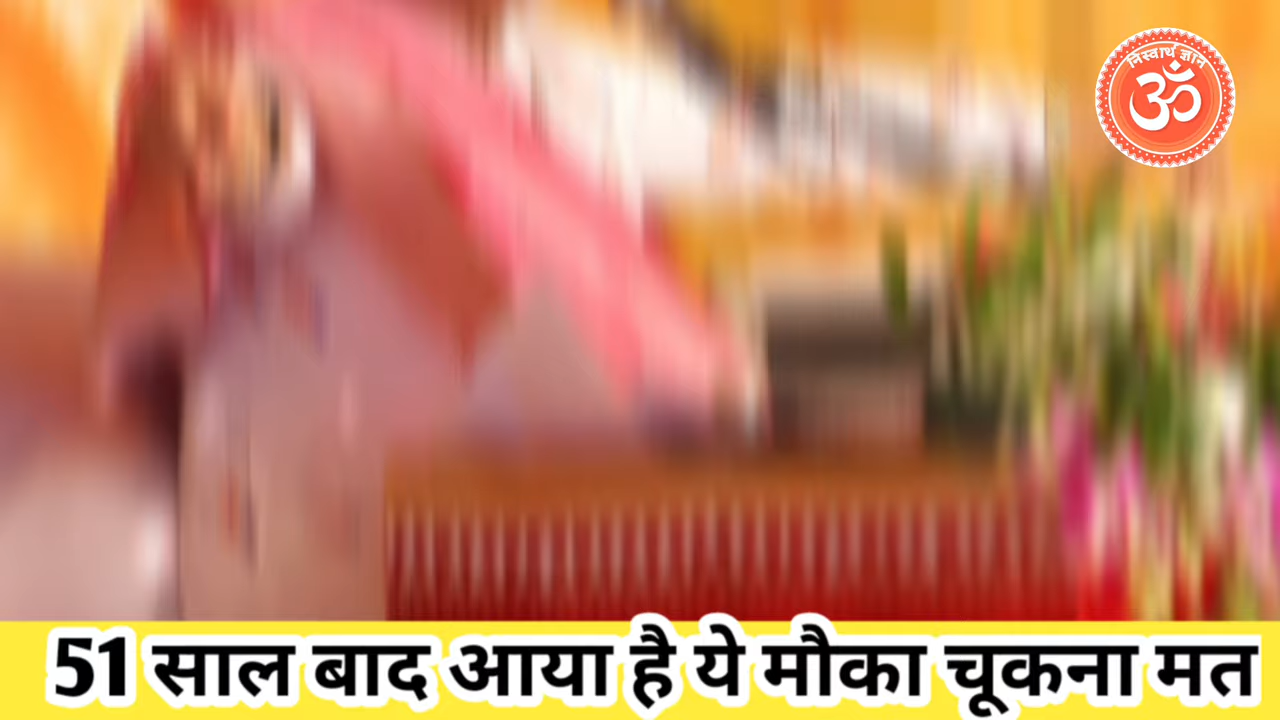 निस्वार्थ ज्ञान
ॐ
51 साल बाद आया है ये मौका चूकना मत